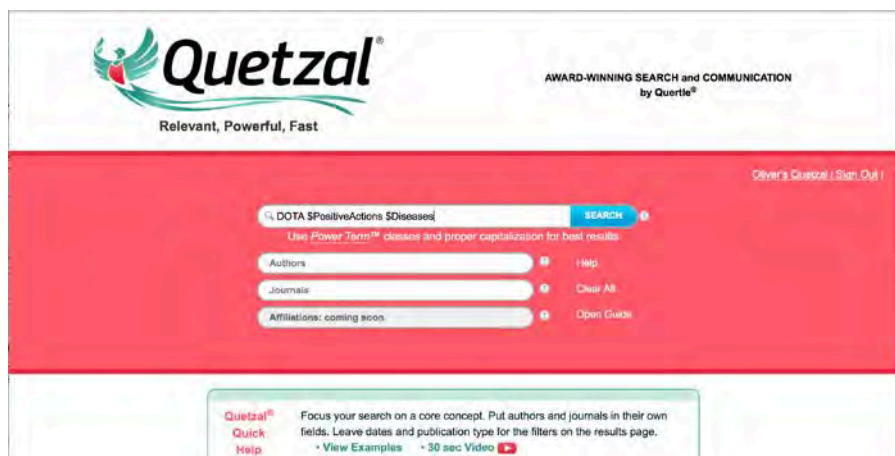 Quetzal®
Relevant, Powerful, Fast
AWARD-WINNING SEARCH and COMMUNICATION
by Quertle®
Oliver's Quetzal | Sign Out |
DOTA $PositiveActions $Diseases
SEARCH
Use Power Term™ classes and proper capitalization for best results
Authors
Help
Journals
Clear All
Affiliations: coming soon
Open Guide
Quetzal®
Quick
Help
Focus your search on a core concept. Put authors and journals in their own
fields. Leave dates and publication type for the filters on the results page.
• View Examples • 30 sec Video